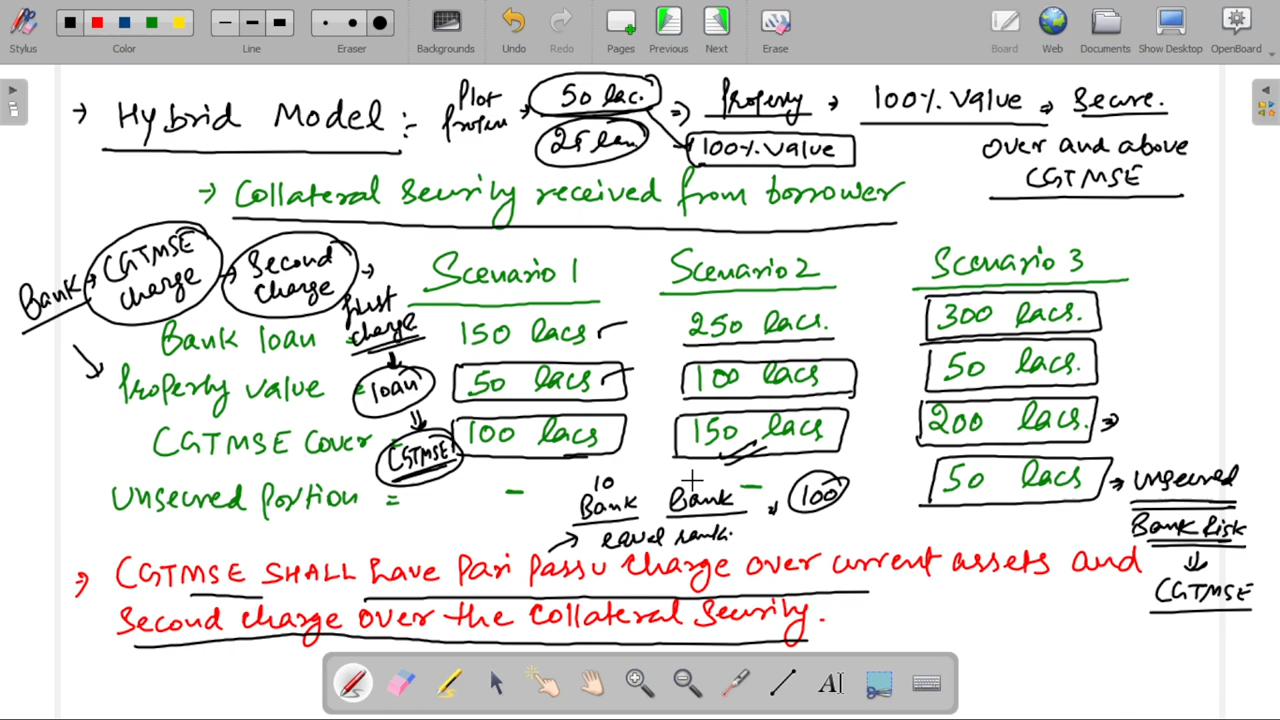 Stylus Color Line Eraser Backgrounds Undo Redo Pages Previous Next Erase Board Web Documents Show Desktop OpenBoard
→ Hybrid Model :-
Plot
50 lac. ⇒ Property → 100% value → Secure.
25 lac
100% value
over and above
CGTMSE
→ Collateral Security received from borrower
Bank → CGTMSE charge → Second charge →
first charge
↓
loan
⇓
CGTMSE
Scenario 1 Scenario 2 Scenario 3
Bank loan = 150 lacs 250 lacs. 300 lacs.
Property value = 50 lacs 100 lacs 50 lacs.
CGTMSE Cover = 100 lacs 150 lacs 200 lacs. ⇒
Unsecured Portion = - - 50 lacs → Unsecured
10
Bank Bank → 100
→ equal rank.
Bank Risk
⇓
CGTMSE
⇒ CGTMSE SHALL have Pari Passu charge over current assets and
Second charge over the Collateral Security.